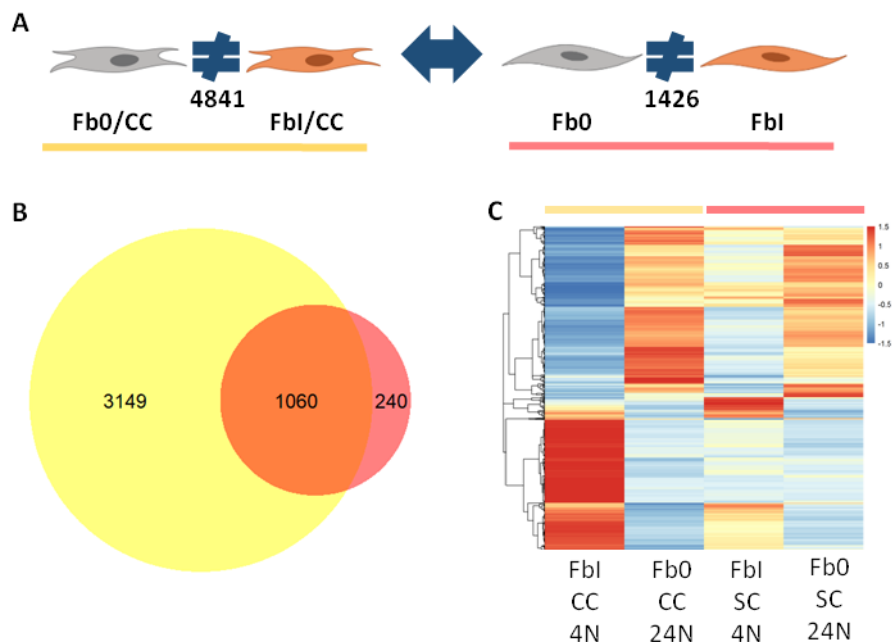 A
4841
1426
Fb0/CC
FbI/CC
Fb0
FbI
B
3149
1060
240
C
1.5
1
0.5
0
-0.5
-1
-1.5
FbI CC 4N
Fb0 CC 24N
FbI SC 4N
Fb0 SC 24N